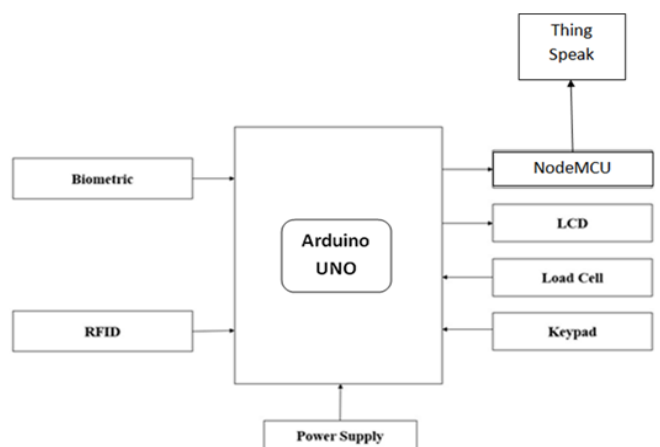 Thing
Speak
Biometric
NodeMCU
LCD
Arduino
UNO
Load Cell
RFID
Keypad
Power Supply